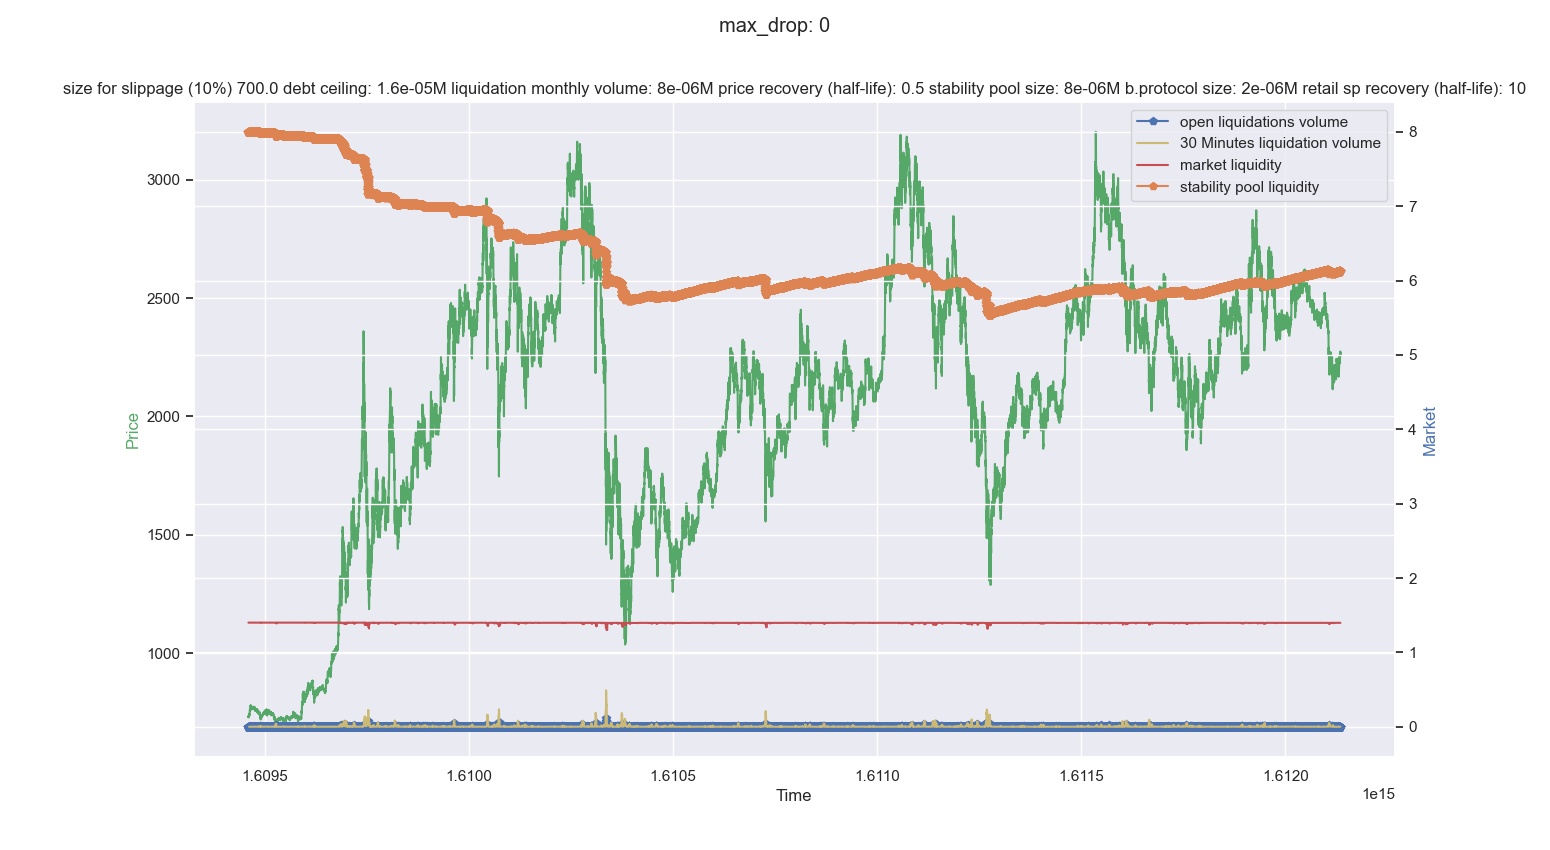 max_drop: 0
size for slippage (10%) 700.0 debt ceiling: 1.6e-05M liquidation monthly volume: 8e-06M price recovery (half-life): 0.5 stability pool size: 8e-06M b.protocol size: 2e-06M retail sp recovery (half-life): 10
open liquidations volume
30 Minutes liquidation volume
market liquidity
stability pool liquidity
3000
2500
2000
1500
1000
Price
8
7
6
5
4
3
2
1
0
Market
1.6095
1.6100
1.6105
1.6110
1.6115
1.6120
Time
1e15